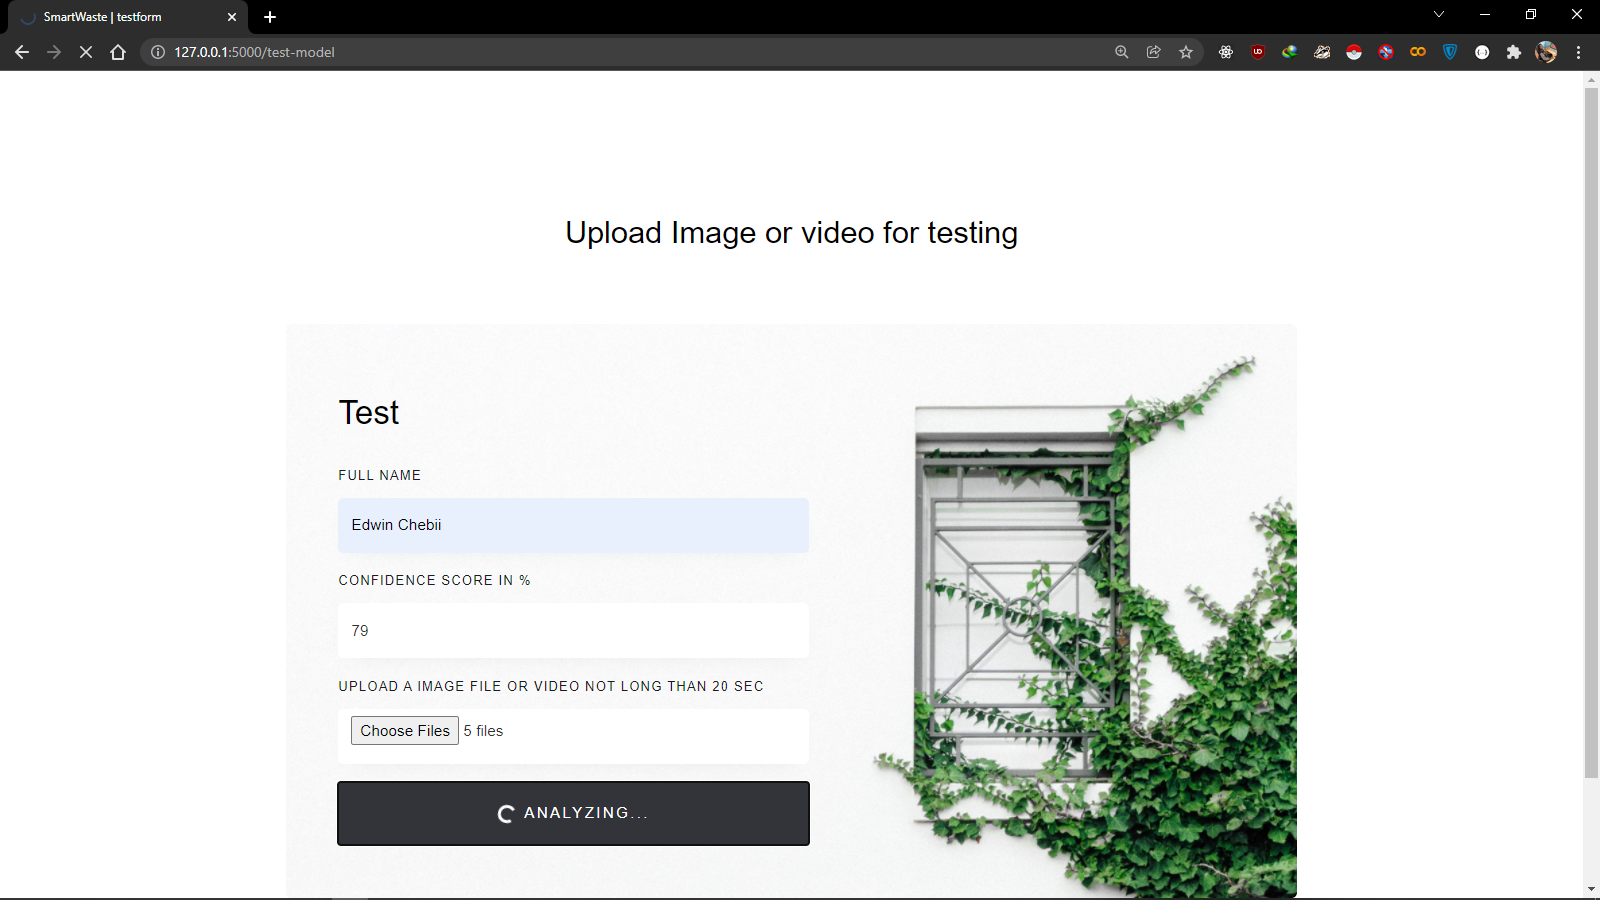 SmartWaste | testform
127.0.0.1:5000/test-model
Upload Image or video for testing
Test
FULL NAME
Edwin Chebii
CONFIDENCE SCORE IN %
79
UPLOAD A IMAGE FILE OR VIDEO NOT LONG THAN 20 SEC
Choose Files 5 files
ANALYZING...